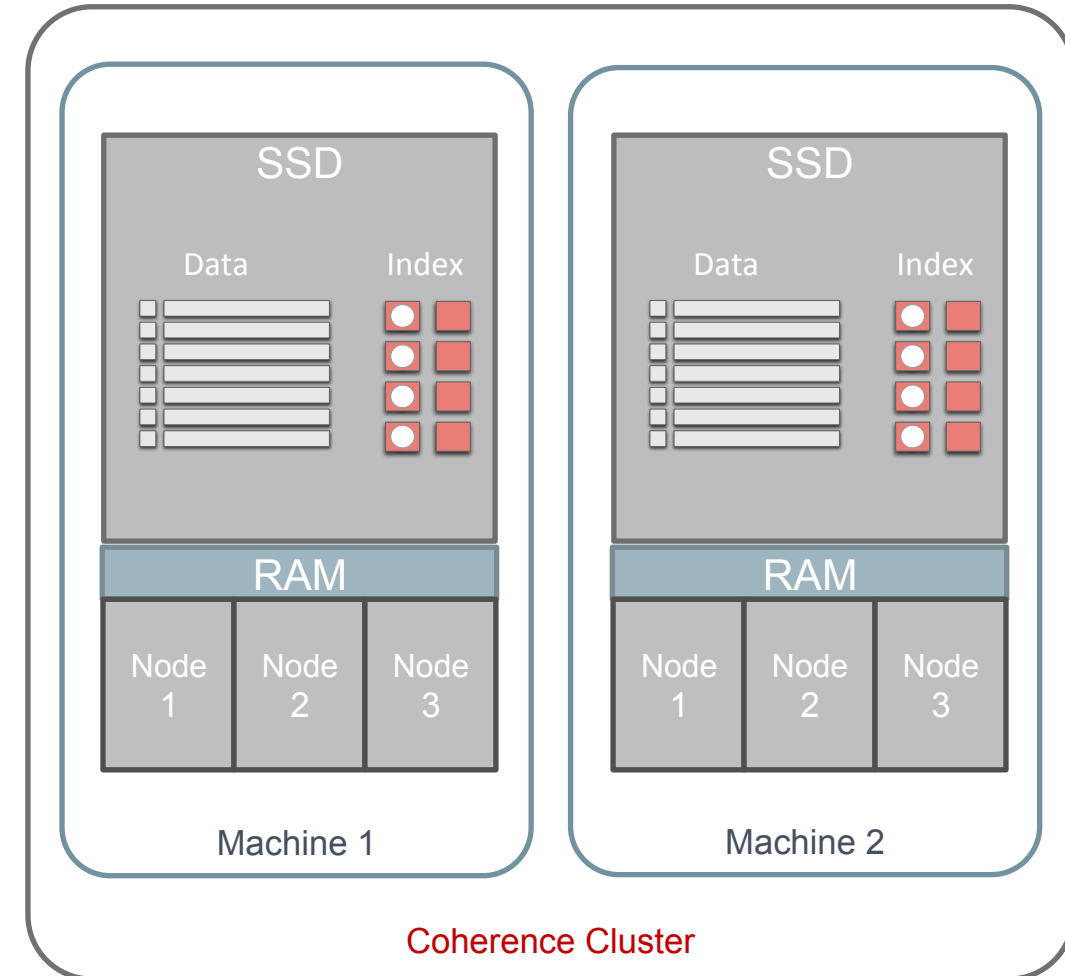 SSD
Data Index
RAM
Node
1
Node
2
Node
3
Machine 1
SSD
Data Index
RAM
Node
1
Node
2
Node
3
Machine 2
Coherence Cluster